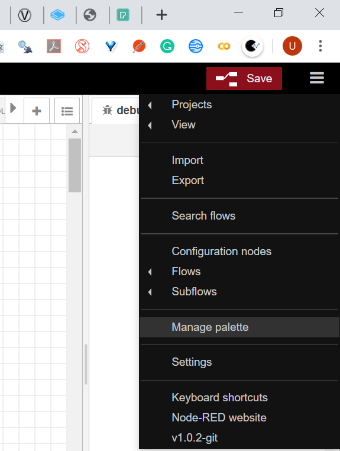 Save
debu
Projects
View
Import
Export
Search flows
Configuration nodes
Flows
Subflows
Manage palette
Settings
Keyboard shortcuts
Node-RED website
v1.0.2-git
U